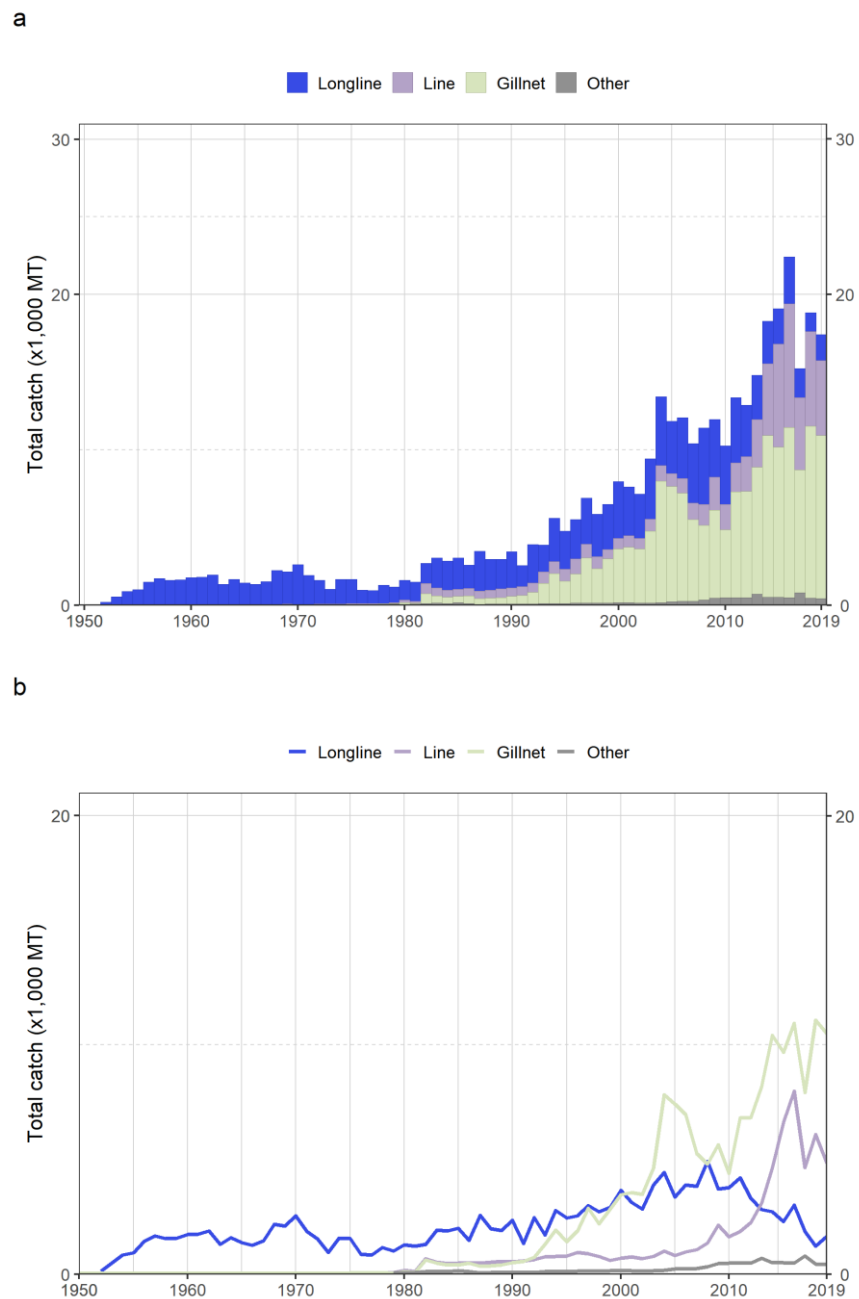 a
Longline Line Gillnet Other
30 30
20 20
Total catch (x1,000 MT)
0 0
1950 1960 1970 1980 1990 2000 2010 2019
b
Longline Line Gillnet Other
20 20
Total catch (x1,000 MT)
0 0
1950 1960 1970 1980 1990 2000 2010 2019